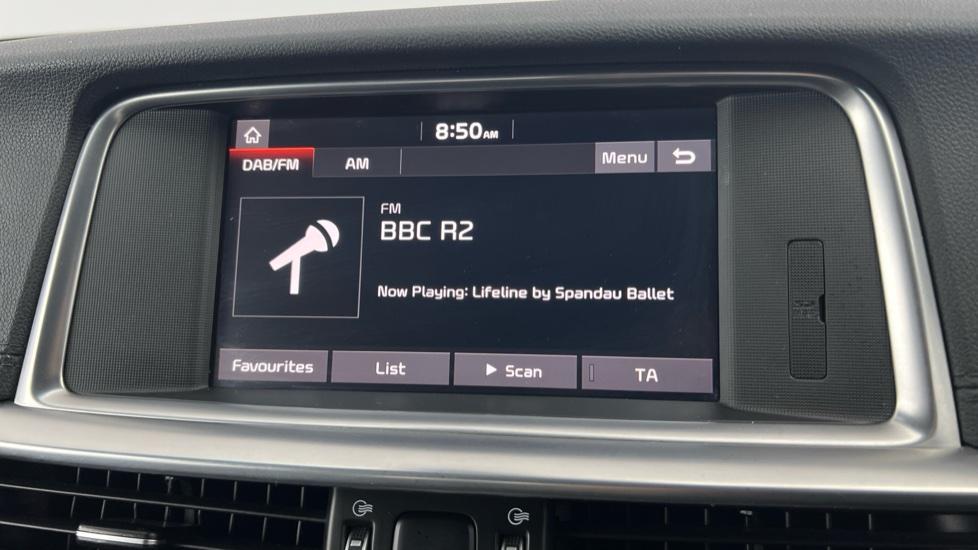 8:50AM
DAB/FM
AM
Menu
FM
BBC R2
Now Playing: Lifeline by Spandau Ballet
Favourites
List
Scan
TA